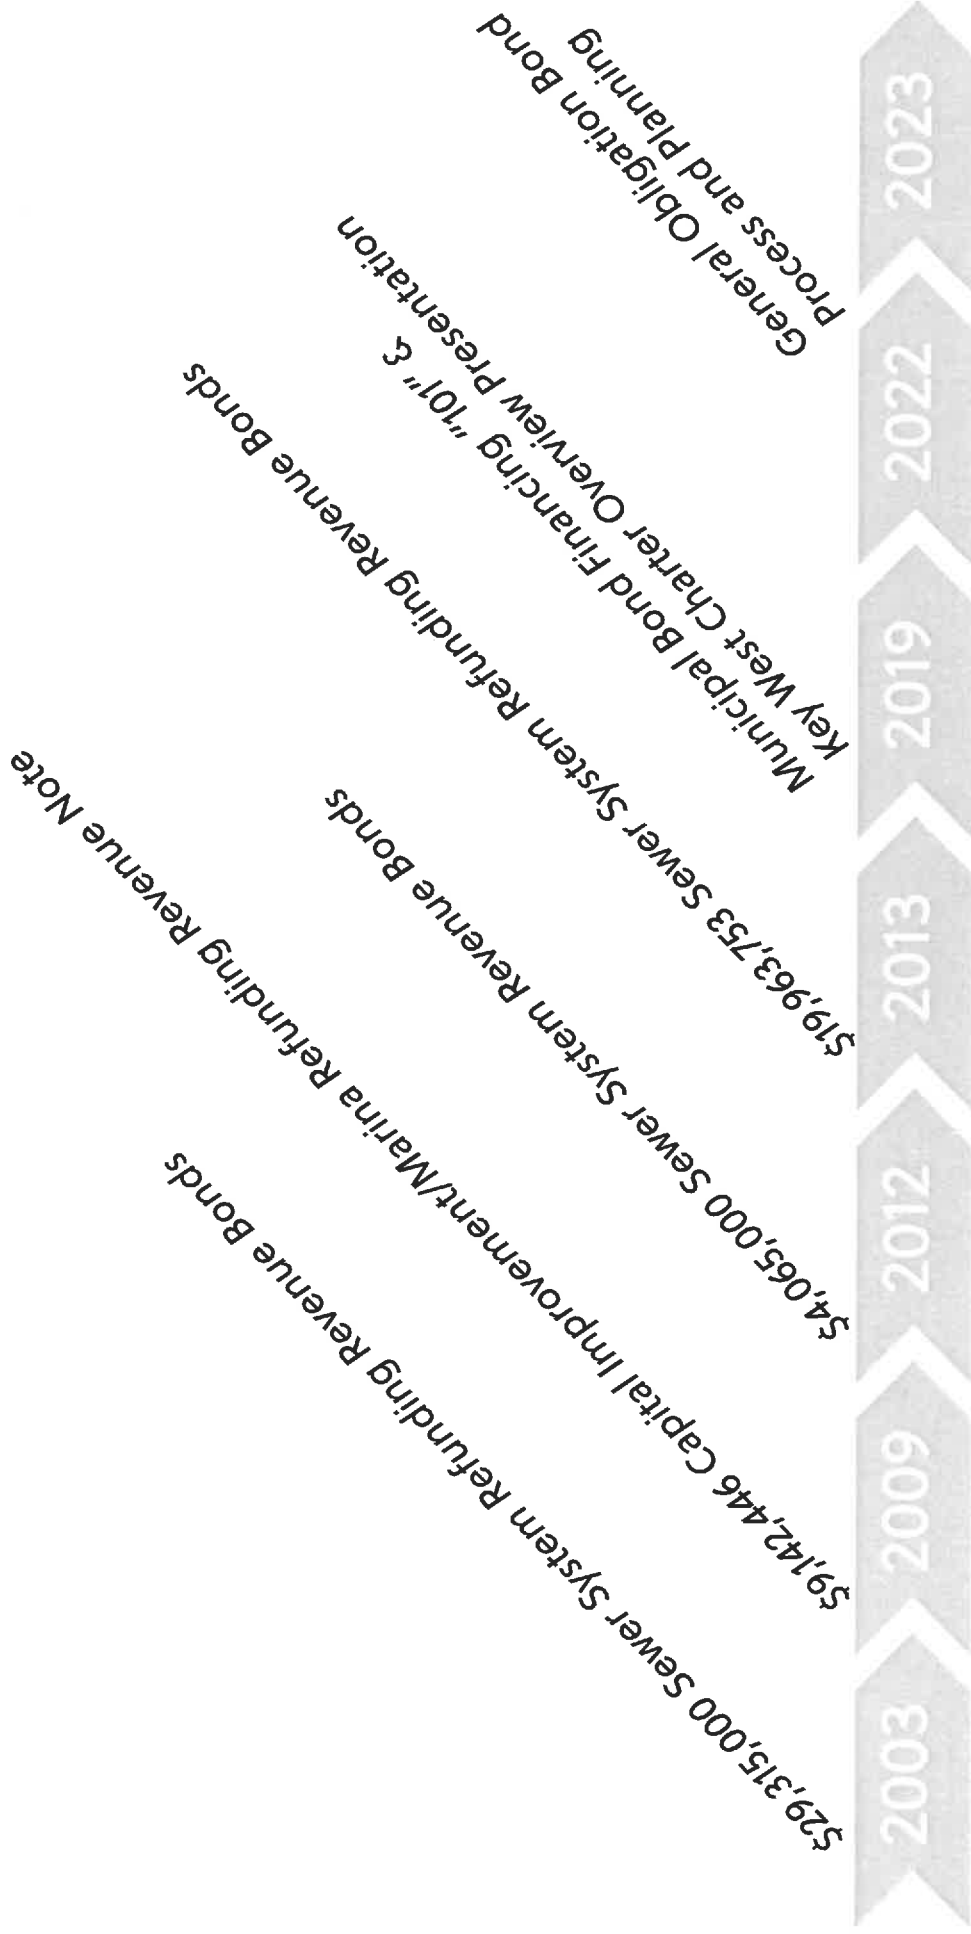 $29,315,000 Sewer System Refunding Revenue Bonds
$9,142,446 Capital Improvement/Marina Refunding Revenue Note
$4,065,000 Sewer System Revenue Bonds
$19,963,753 Sewer System Refunding Revenue Bonds
Municipal Bond Financing "101" &
Key West Charter Overview Presentation
General Obligation Bond
Process and Planning
2003
2009
2012
2013
2019
2022
2023